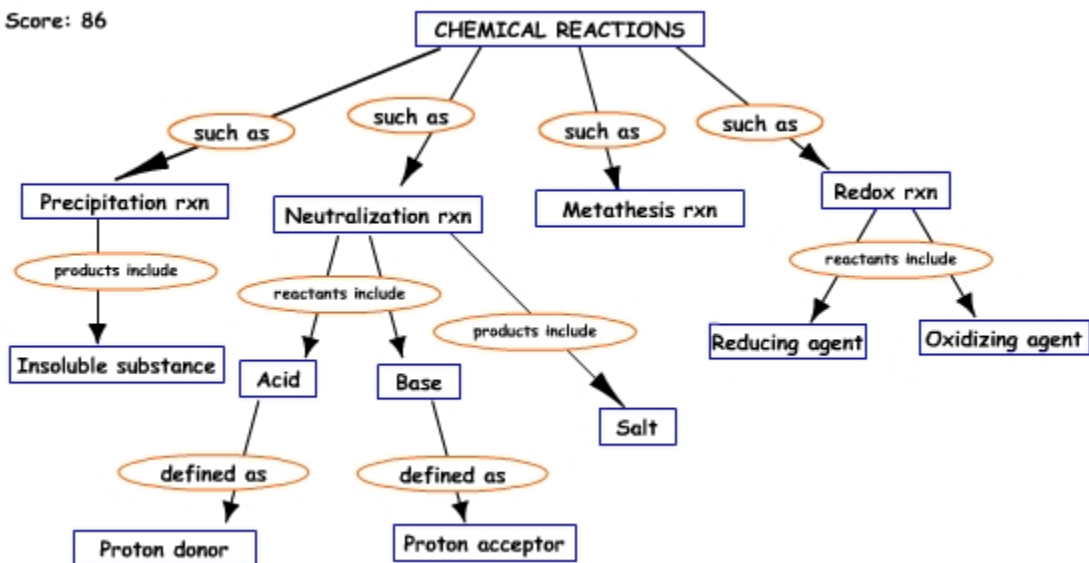 Score: 86
CHEMICAL REACTIONS
such as
such as
such as
such as
Precipitation rxn
Neutralization rxn
Metathesis rxn
Redox rxn
products include
reactants include
products include
reactants include
Insoluble substance
Acid
Base
Salt
Reducing agent
Oxidizing agent
defined as
defined as
Proton donor
Proton acceptor